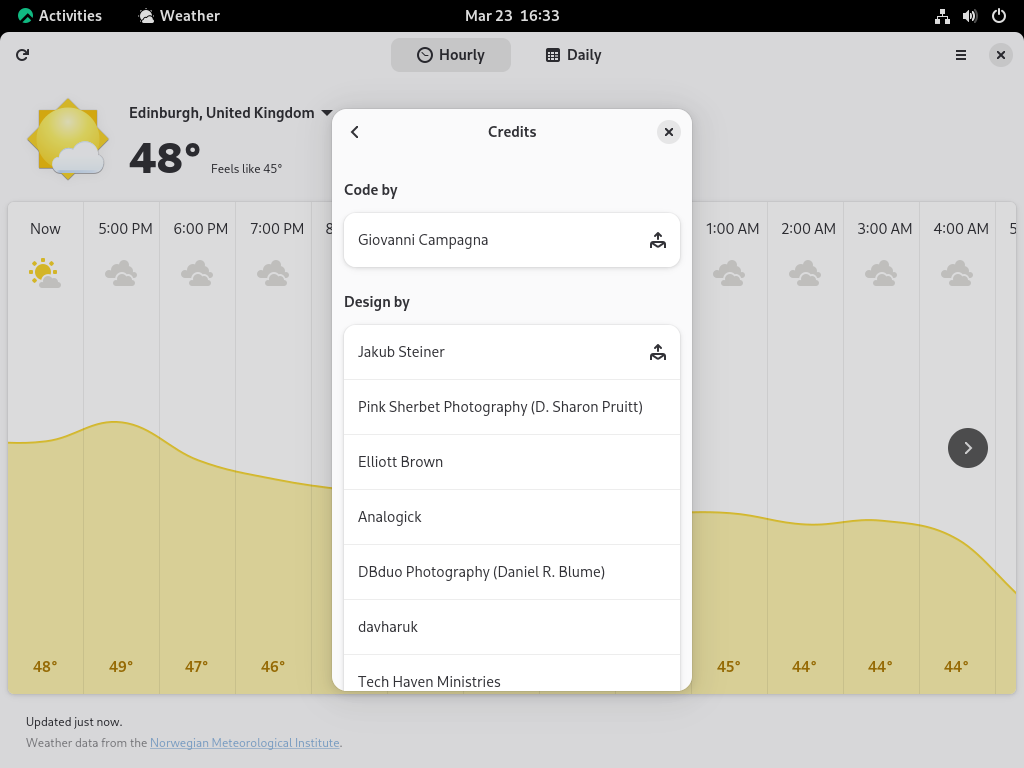 Activities
Weather
Mar 23 16:33
Hourly
Daily
Edinburgh, United Kingdom
48°
Feels like 45°
Credits
Code by
Giovanni Campagna
Design by
Jakub Steiner
Pink Sherbet Photography (D. Sharon Pruitt)
Elliott Brown
Analogick
DBduo Photography (Daniel R. Blume)
davharuk
Tech Haven Ministries
Now 5:00 PM 6:00 PM 7:00 PM 8 1:00 AM 2:00 AM 3:00 AM 4:00 AM 5
48° 49° 47° 46° 45° 44° 44° 44°
Updated just now.
Weather data from the Norwegian Meteorological Institute.